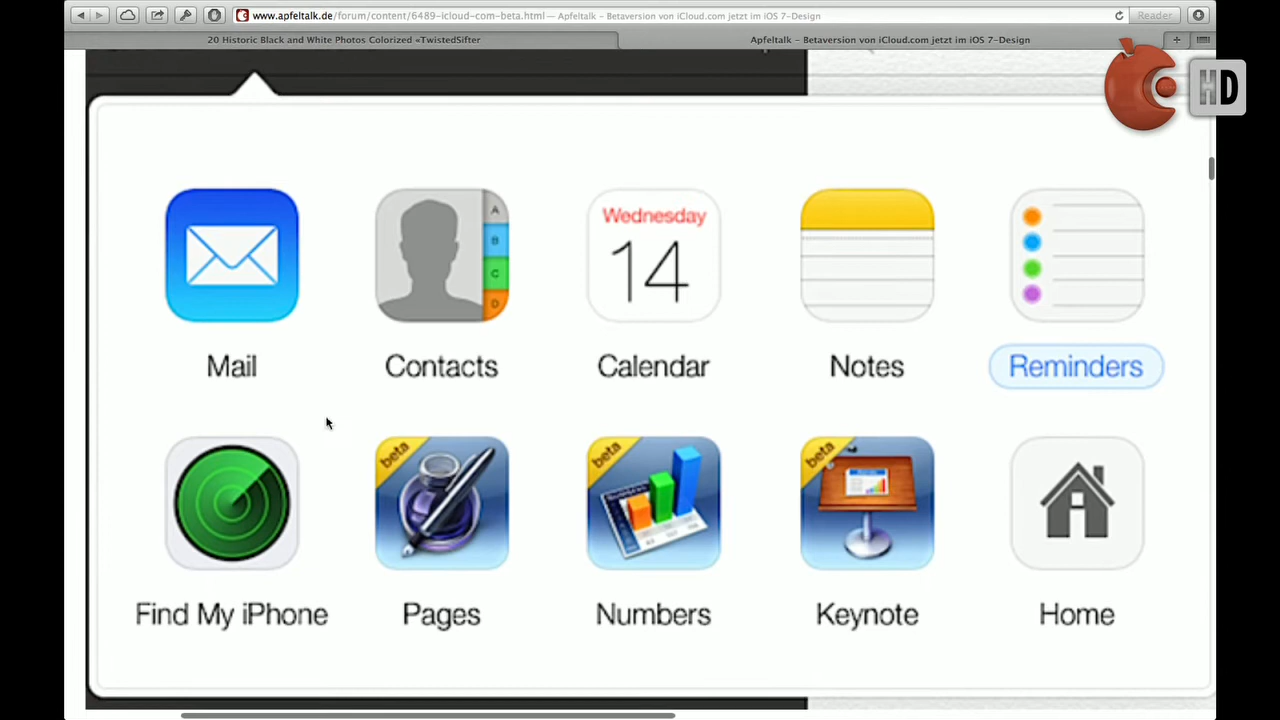 www.apfeltalk.de/forum/content/6489-icloud-com-beta.html — Apfeltalk – Betaversion von iCloud.com jetzt im iOS 7-Design
Reader
20 Historic Black and White Photos Colorized «TwistedSifter
Apfeltalk – Betaversion von iCloud.com jetzt im iOS 7-Design
HD
A
B
C
D
Wednesday
14
Mail
Contacts
Calendar
Notes
Reminders
beta
beta
beta
Find My iPhone
Pages
Numbers
Keynote
Home